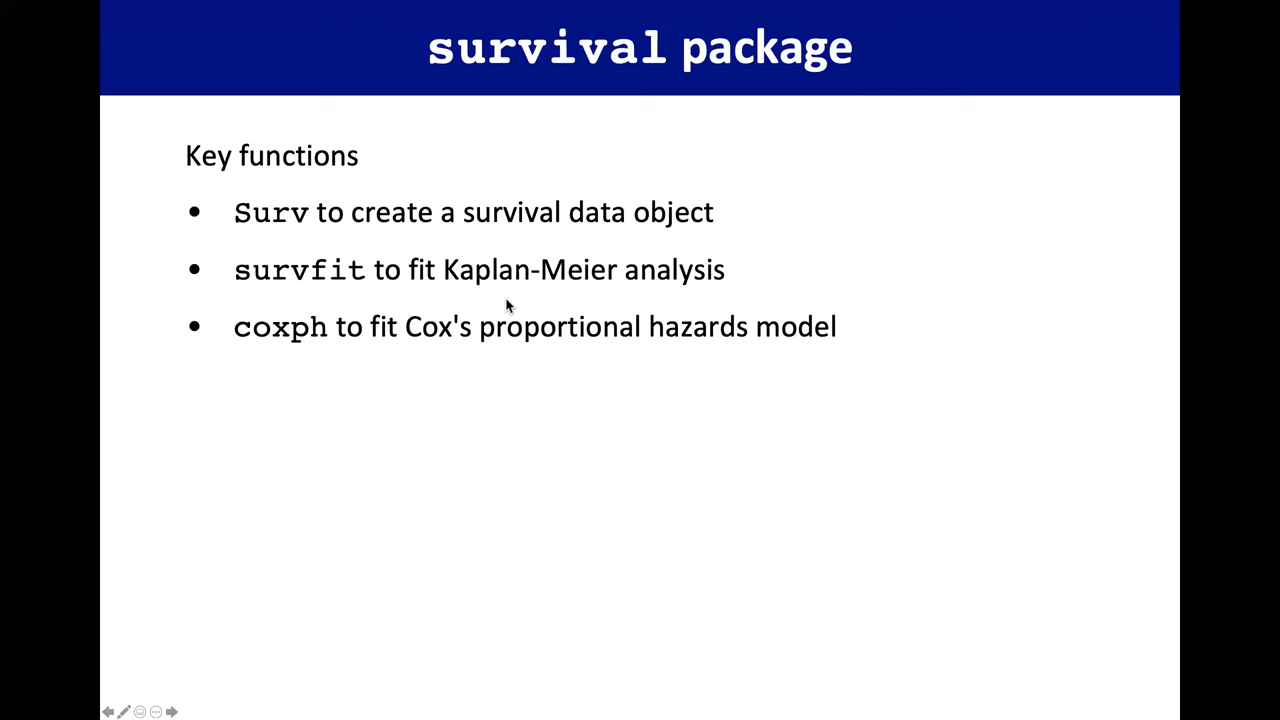 survival package
Key functions
• Surv to create a survival data object
• survfit to fit Kaplan-Meier analysis
• coxph to fit Cox's proportional hazards model